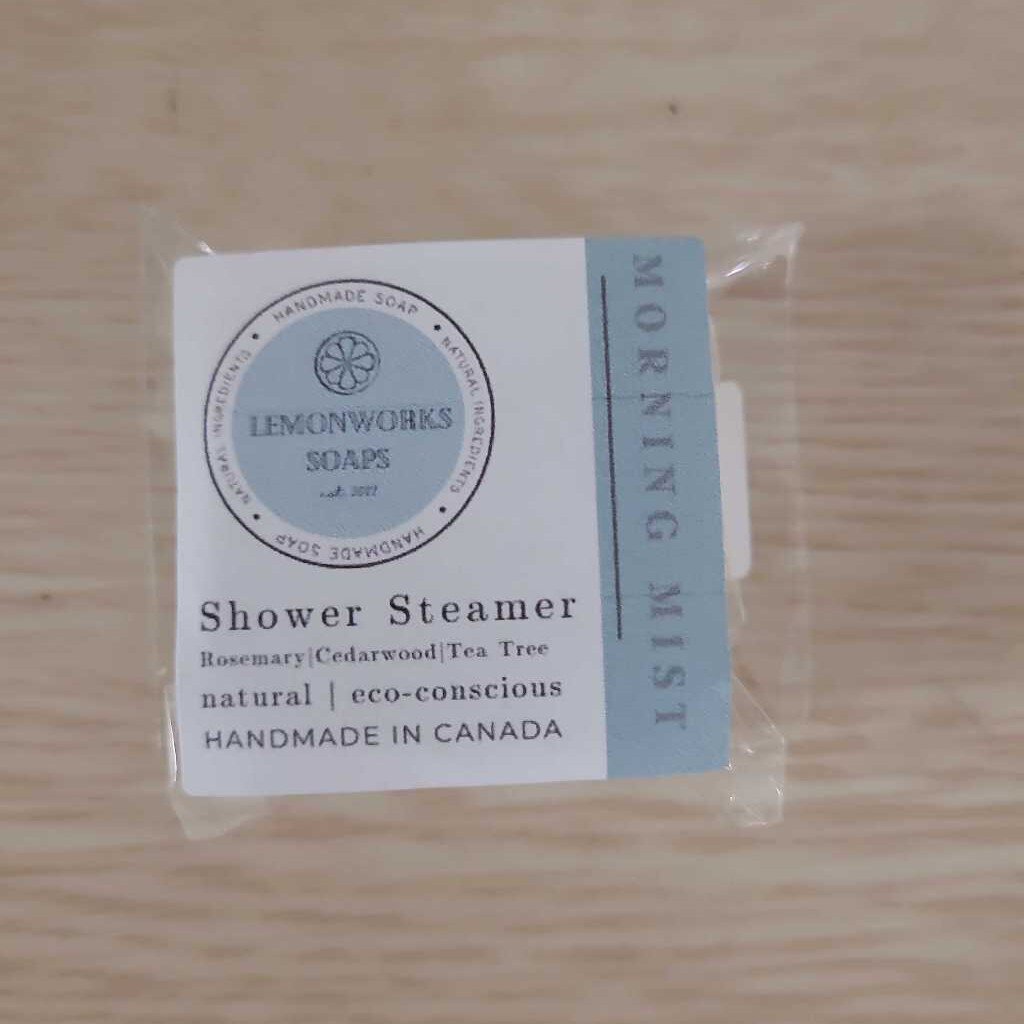 HANDMADE SOAP
NATURAL INGREDIENTS
HANDMADE SOAP
NATURAL INGREDIENTS
LEMONWORKS
SOAPS
est.
Shower Steamer
Rosemary|Cedarwood|Tea Tree
natural | eco-conscious
HANDMADE IN CANADA
MORNING MIST